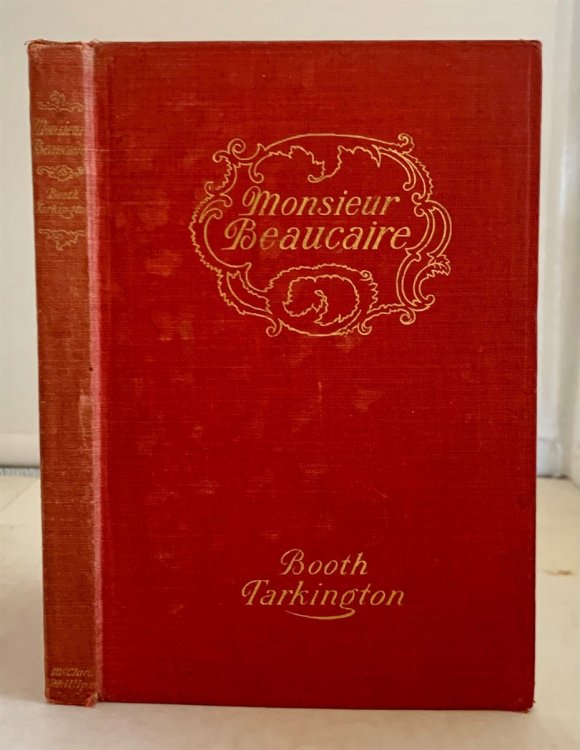 Monsieur
Beaucaire
Booth
Tarkington
Monsieur
Beaucaire
Booth
Tarkington
McClure
Phillips